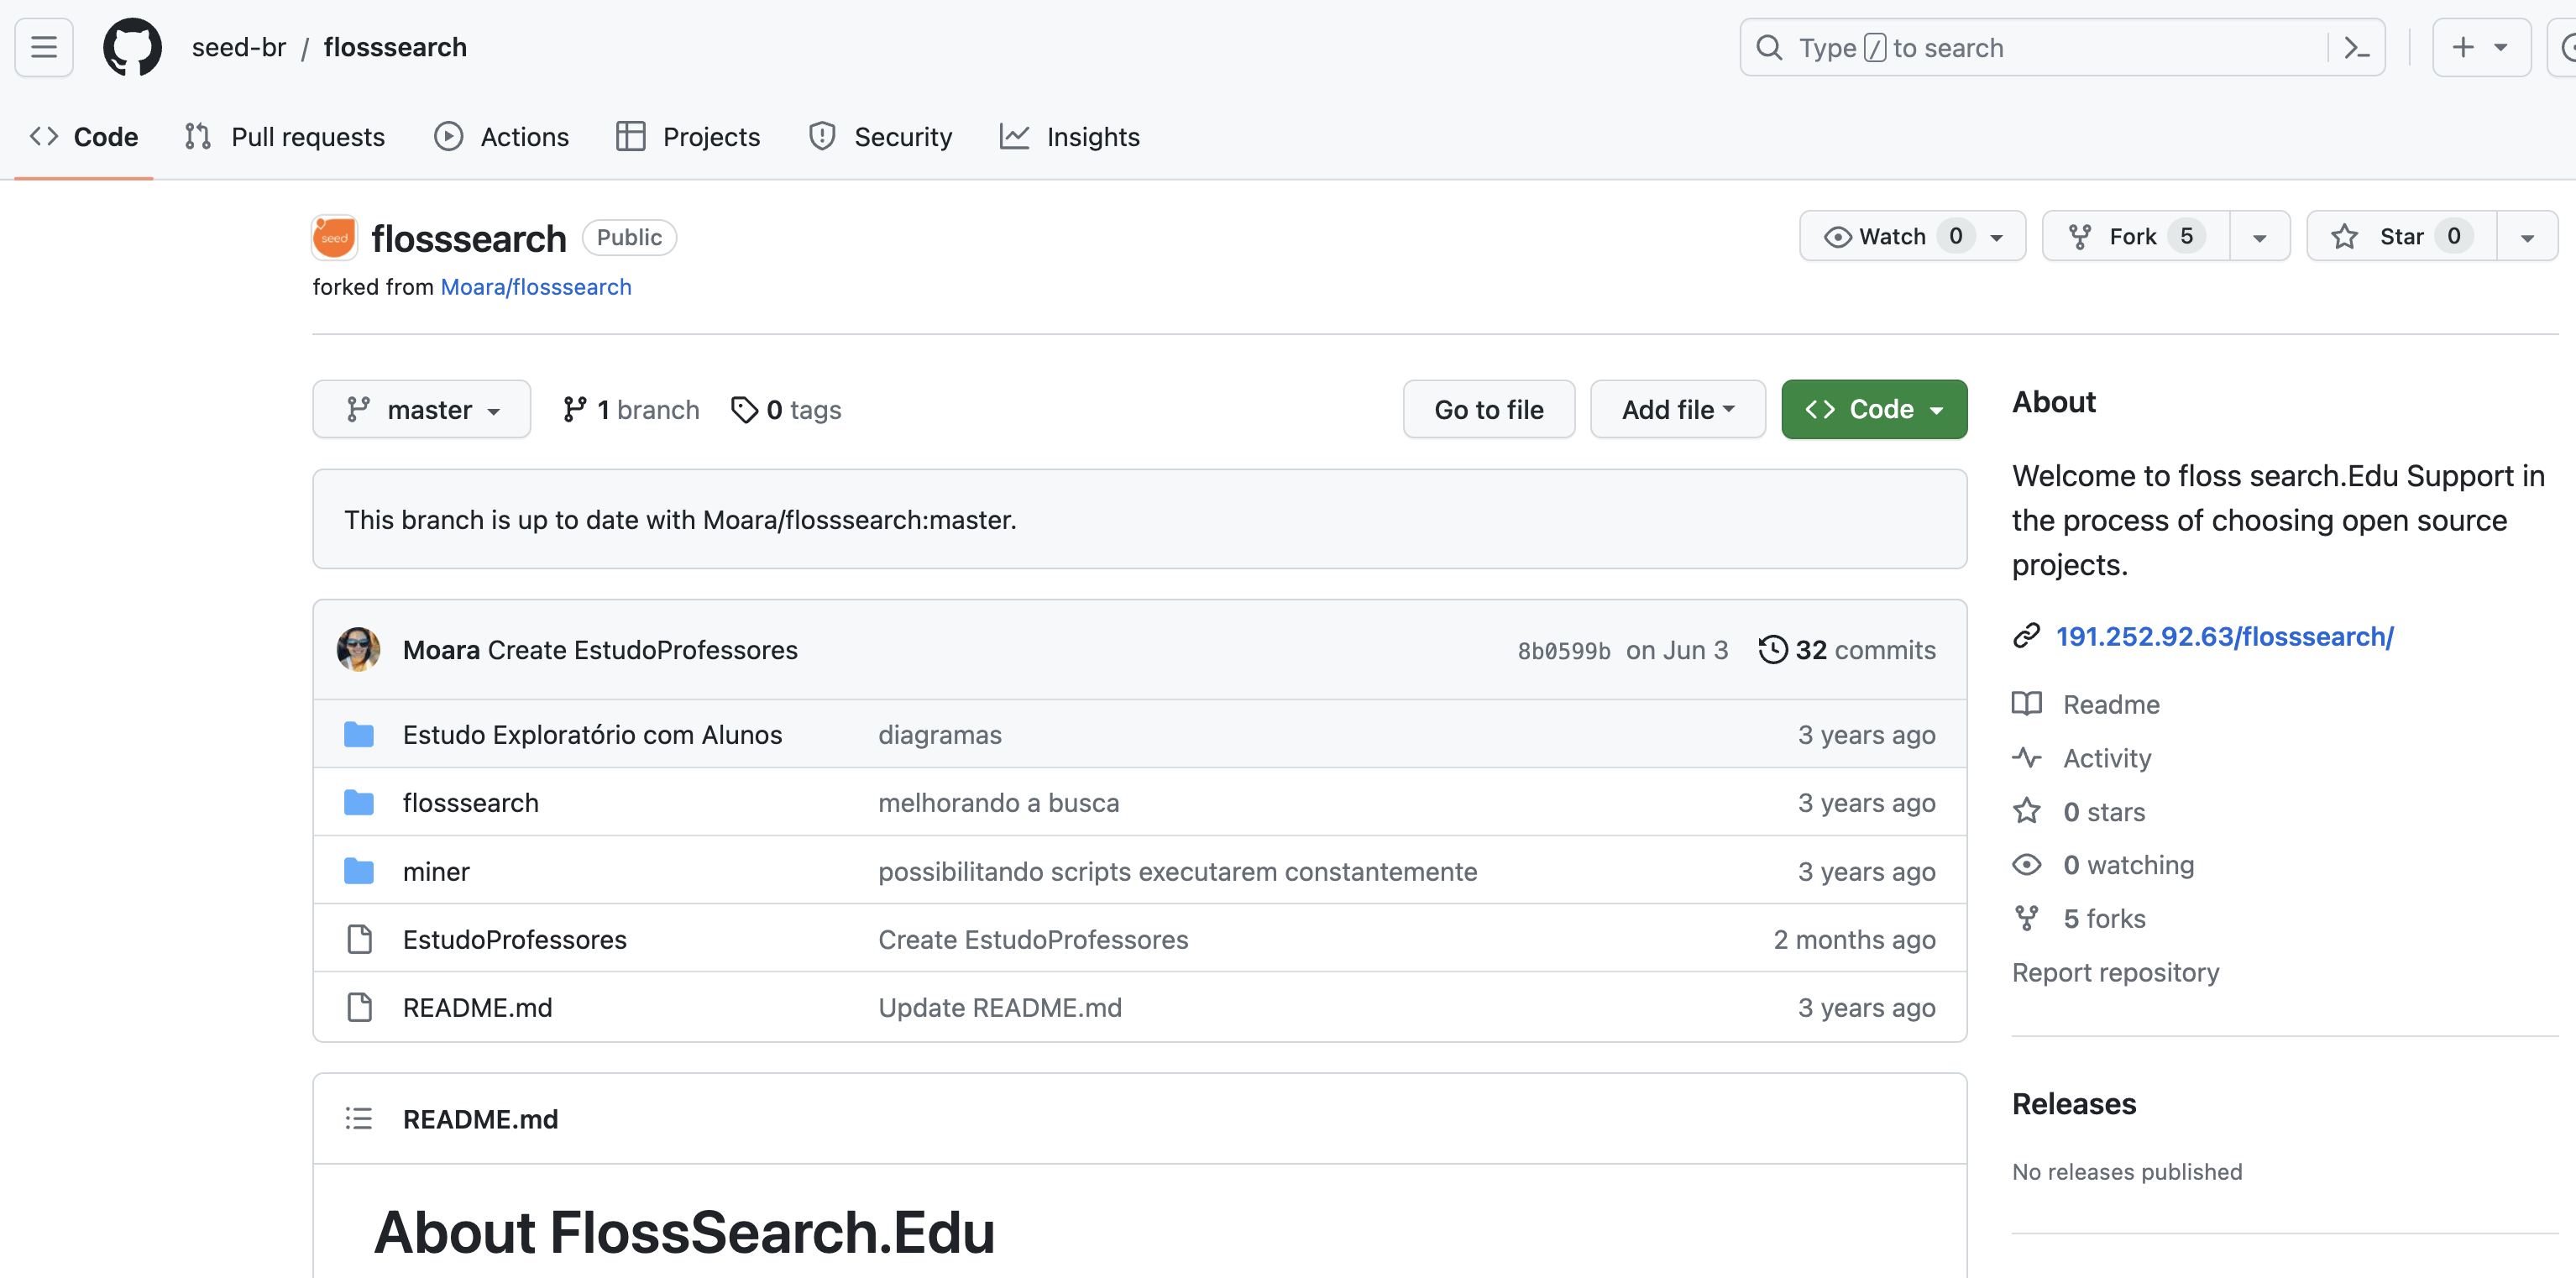 seed-br / flosssearch
Type / to search
Code
Pull requests
Actions
Projects
Security
Insights
seed
flosssearch
Public
Watch 0
Fork 5
Star 0
forked from Moara/flosssearch
master
1 branch
0 tags
Go to file
Add file
Code
This branch is up to date with Moara/flosssearch:master.
Moara Create EstudoProfessores
8b0599b on Jun 3
32 commits
Estudo Exploratório com Alunos
diagramas
3 years ago
flosssearch
melhorando a busca
3 years ago
miner
possibilitando scripts executarem constantemente
3 years ago
EstudoProfessores
Create EstudoProfessores
2 months ago
README.md
Update README.md
3 years ago
README.md
About FlossSearch.Edu
About
Welcome to floss search.Edu Support in
the process of choosing open source
projects.
191.252.92.63/flosssearch/
Readme
Activity
0 stars
0 watching
5 forks
Report repository
Releases
No releases published